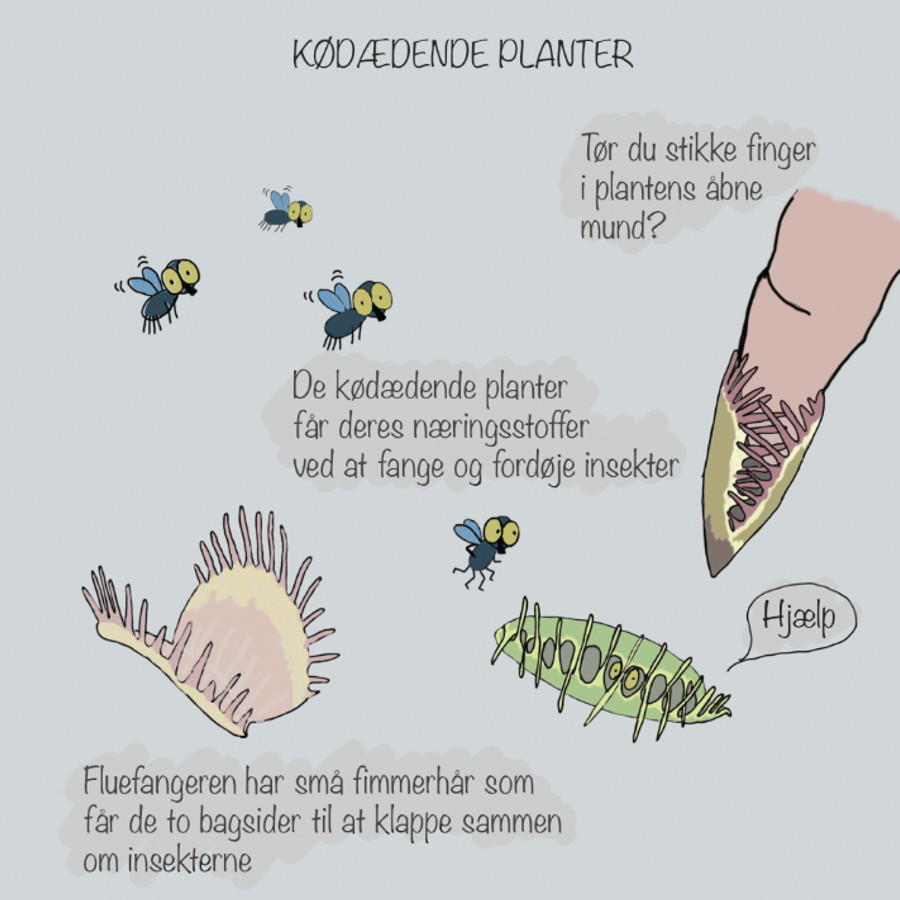 KØDÆDENDE PLANTER
Tør du stikke finger
i plantens åbne
mund?
De kødædende planter
får deres næringsstoffer
ved at fange og fordøje insekter
Hjælp
Fluefangeren har små fimmerhår som
får de to bagsider til at klappe sammen
om insekterne